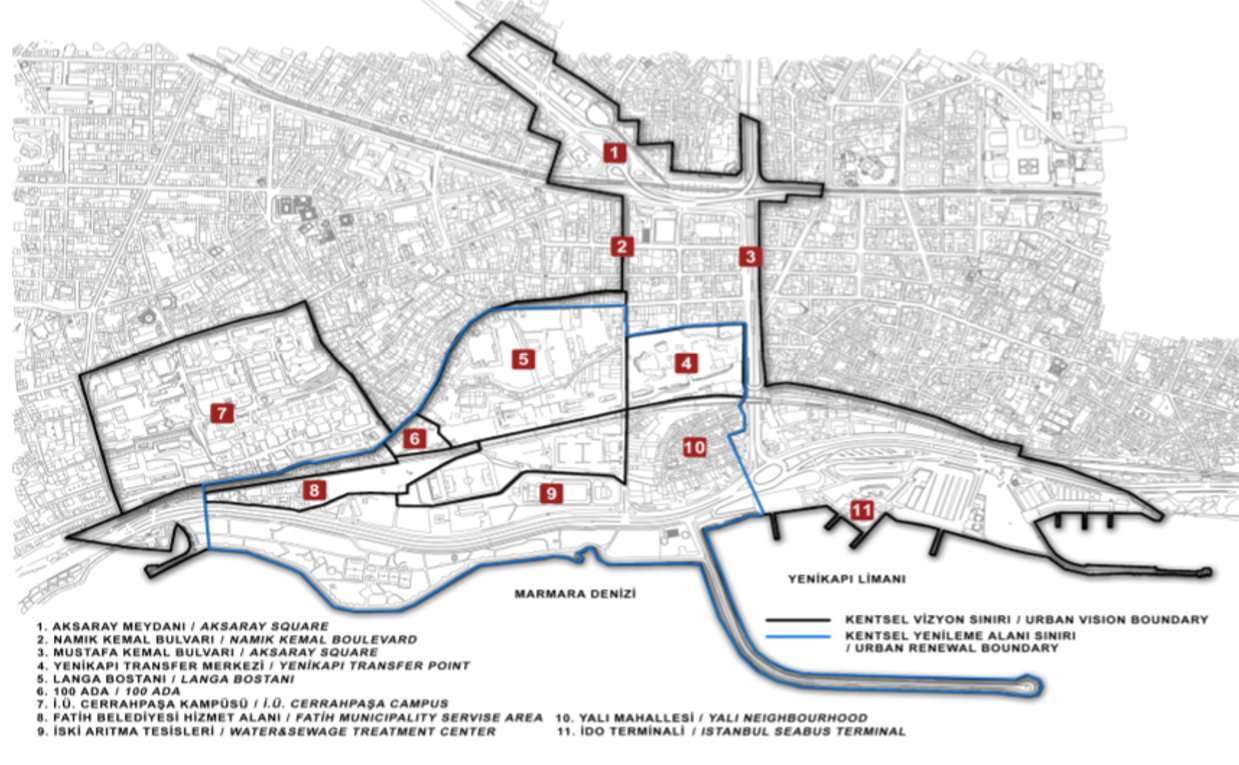 1
2
3
5
4
7
6
10
8
9
11
YENİKAPI LİMANI
MARMARA DENİZİ
KENTSEL VİZYON SINIRI / URBAN VISION BOUNDARY
KENTSEL YENİLEME ALANI SINIRI
/ URBAN RENEWAL BOUNDARY
1. AKSARAY MEYDANI / AKSARAY SQUARE
2. NAMIK KEMAL BULVARI / NAMIK KEMAL BOULEVARD
3. MUSTAFA KEMAL BULVARI / AKSARAY SQUARE
4. YENİKAPI TRANSFER MERKEZİ / YENİKAPI TRANSFER POINT
5. LANGA BOSTANI / LANGA BOSTANI
6. 100 ADA / 100 ADA
7. İ.Ü. CERRAHPAŞA KAMPÜSÜ / İ.Ü. CERRAHPAŞA CAMPUS
8. FATİH BELEDİYESİ HİZMET ALANI / FATİH MUNICIPALITY SERVISE AREA
9. İSKİ ARITMA TESİSLERİ / WATER&SEWAGE TREATMENT CENTER
10. YALI MAHALLESİ / YALI NEIGHBOURHOOD
11. İDO TERMİNALİ / ISTANBUL SEABUS TERMINAL